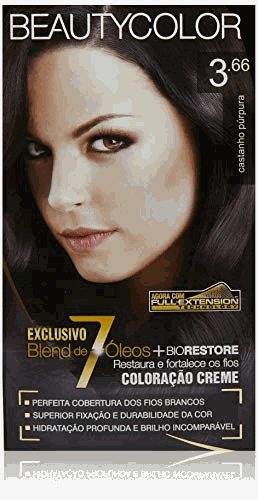 BEAUTYCOLOR
3.66
castanho púrpura
AGORA COM
FULL EXTENSION
TECHNOLOGY
EXCLUSIVO
7
Blend de Óleos + BIORESTORE
Restaura e fortalece os fios
COLORAÇÃO CREME
PERFEITA COBERTURA DOS FIOS BRANCOS
SUPERIOR FIXAÇÃO E DURABILIDADE DA COR
HIDRATAÇÃO PROFUNDA E BRILHO INCOMPARÁVEL